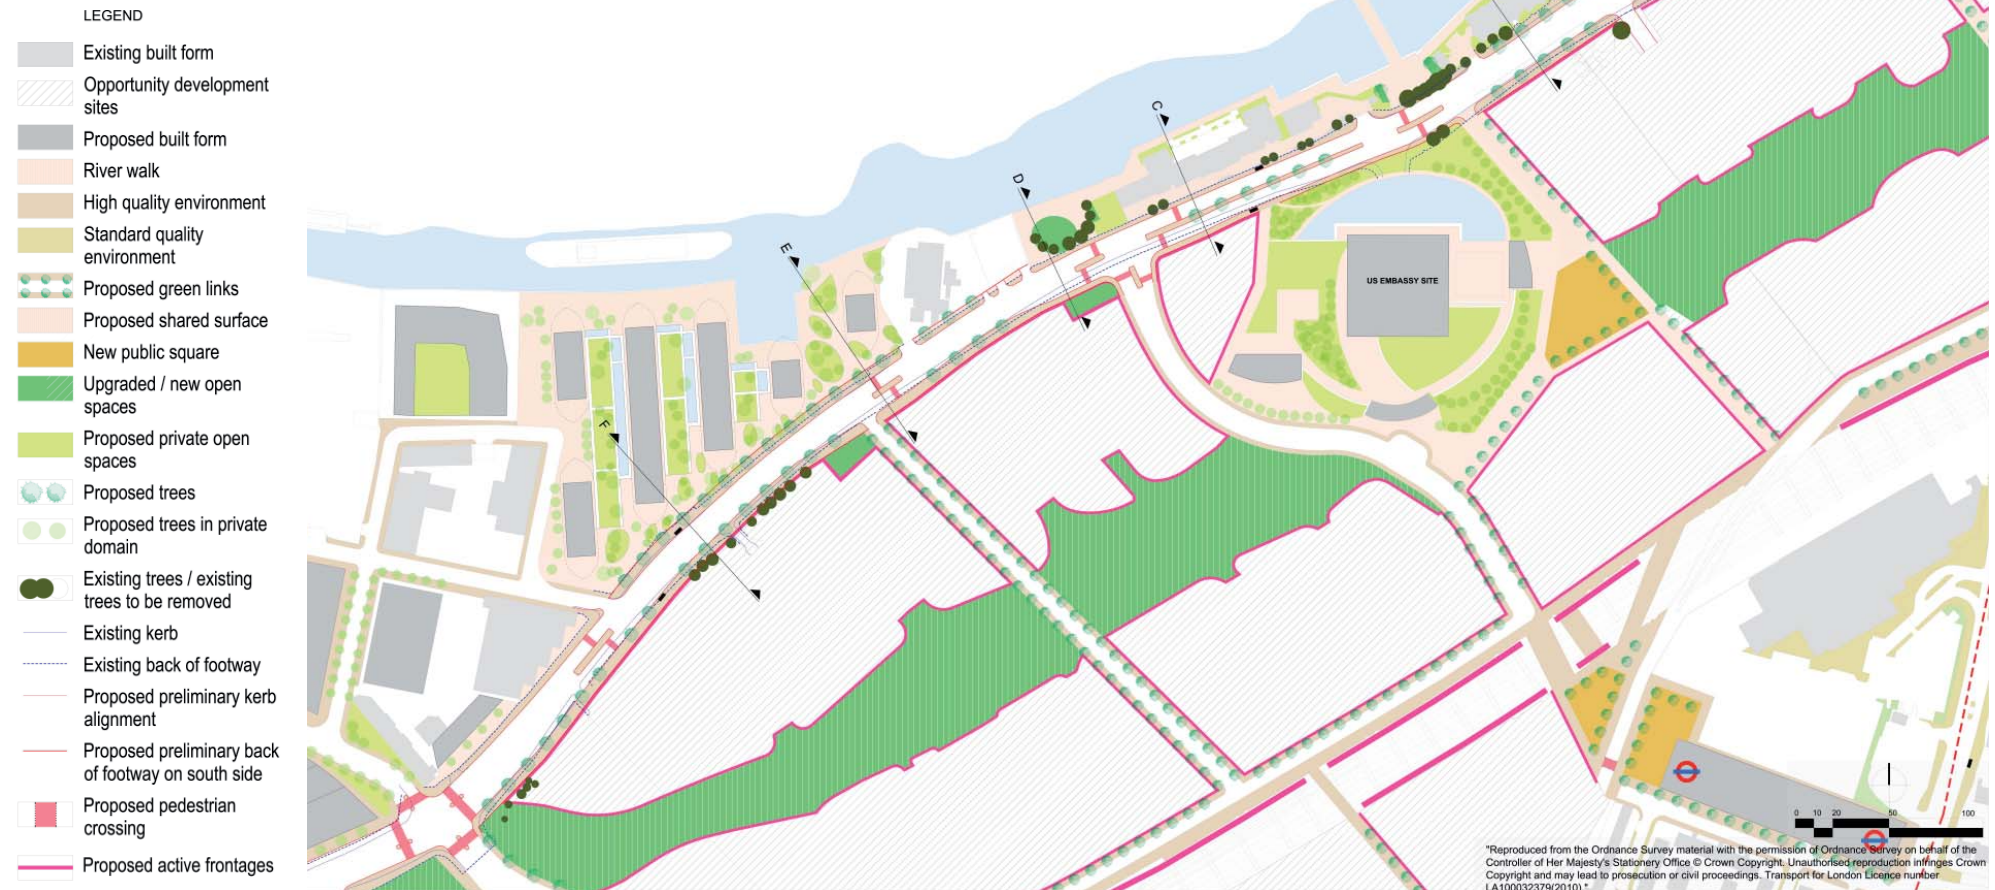 LEGEND
Existing built form
Opportunity development
sites
Proposed built form
River walk
High quality environment
Standard quality
environment
Proposed green links
Proposed shared surface
New public square
Upgraded / new open
spaces
Proposed private open
spaces
Proposed trees
Proposed trees in private
domain
Existing trees / existing
trees to be removed
Existing kerb
Existing back of footway
Proposed preliminary kerb
alignment
Proposed preliminary back
of footway on south side
Proposed pedestrian
crossing
Proposed active frontages
C
D
E
F
US EMBASSY SITE
0 10 20 50 100
"Reproduced from the Ordnance Survey material with the permission of Ordnance Survey on behalf of the
Controller of Her Majesty's Stationery Office © Crown Copyright. Unauthorised reproduction infringes Crown
Copyright and may lead to prosecution or civil proceedings. Transport for London Licence number
LA100032379(2010)."